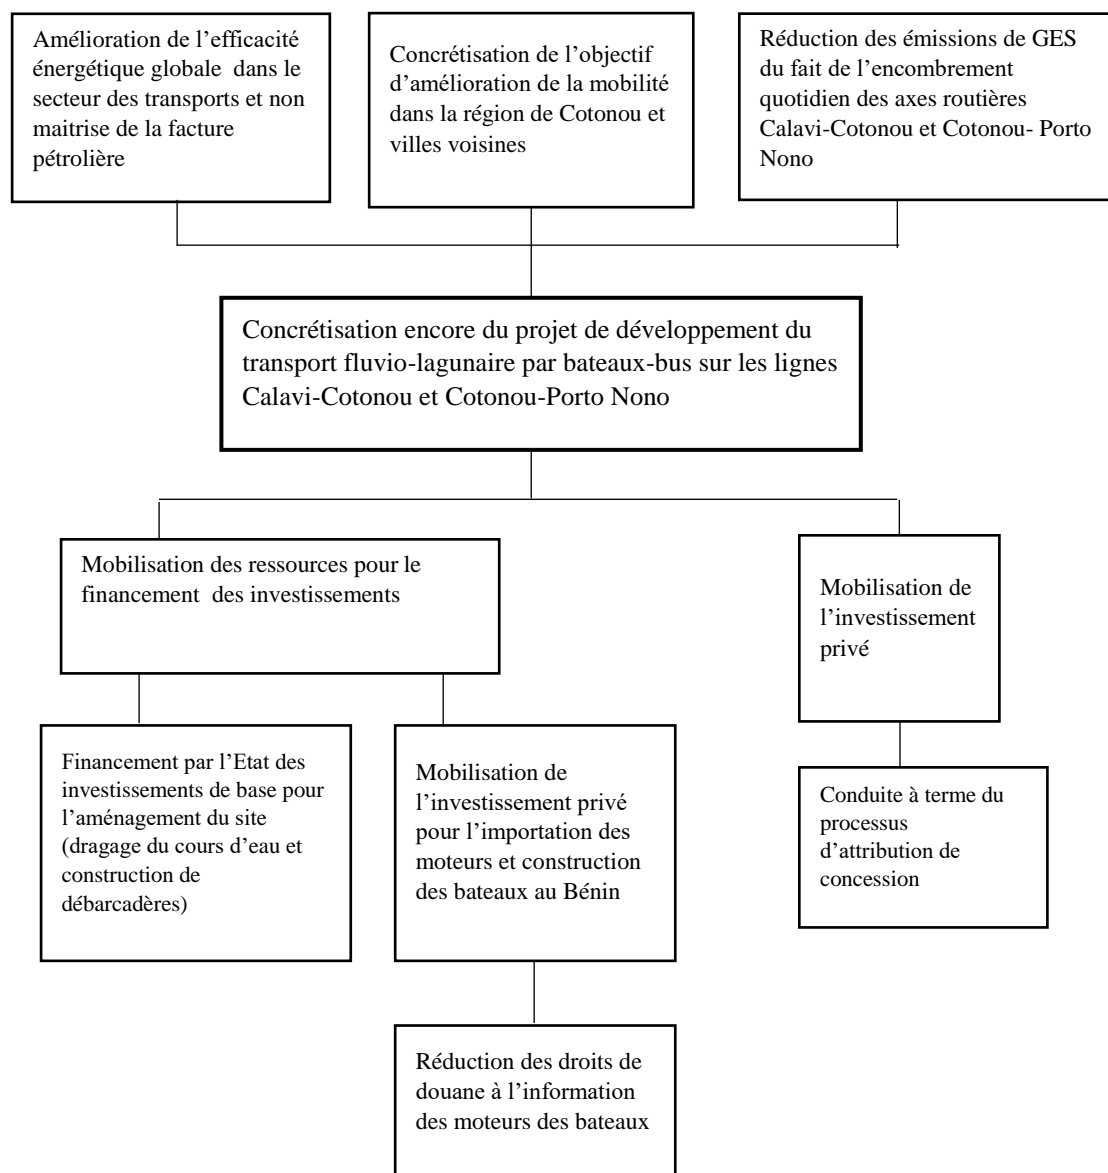 Amélioration de l'efficacité
énergétique globale  dans le
secteur des transports et non
maitrise de la facture
pétrolière
Concrétisation de l'objectif
d'amélioration de la mobilité
dans la région de Cotonou et
villes voisines
Réduction des émissions de GES
du fait de l'encombrement
quotidien des axes routières
Calavi-Cotonou et Cotonou- Porto
Nono
Concrétisation encore du projet de développement du
transport fluvio-lagunaire par bateaux-bus sur les lignes
Calavi-Cotonou et Cotonou-Porto Nono
Mobilisation des ressources pour le
financement  des investissements
Mobilisation de
l'investissement
privé
Financement par l'Etat des
investissements de base pour
l'aménagement du site
(dragage du cours d'eau et
construction de
débarcadères)
Mobilisation de
l'investissement privé
pour l'importation des
moteurs et construction
des bateaux au Bénin
Conduite à terme du
processus
d'attribution de
concession
Réduction des droits de
douane à l'information
des moteurs des bateaux